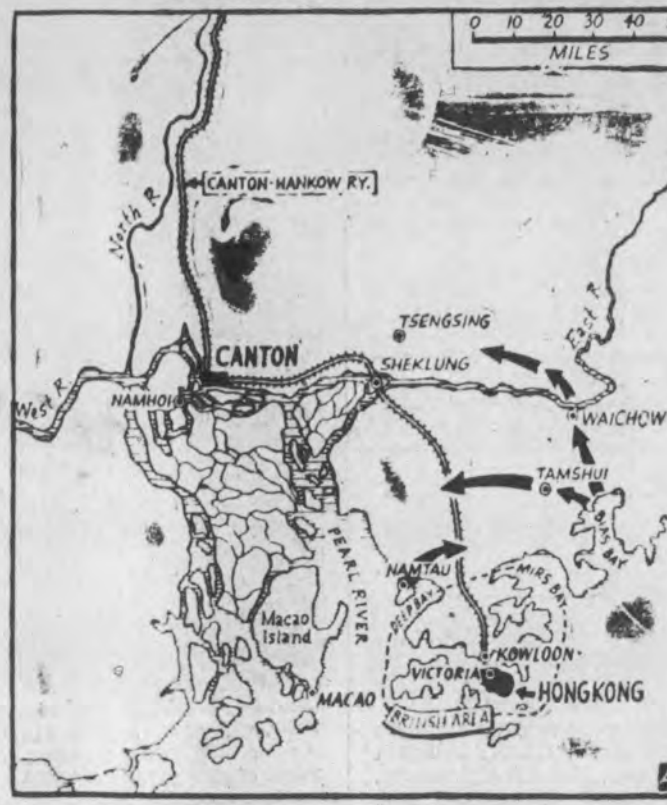 0 10 20 30 40 50
MILES
North R.
[CANTON-HANKOW RY.]
East R.
TSENGSING
CANTON
SHEKLUNG
West R.
NAMHOI
WAICHOW
TAMSHUI
BIAS BAY
PEARL RIVER
NAMTAU
DEEP BAY
MIRS BAY
Macao
Island
KOWLOON
VICTORIA
MACAO
HONGKONG
BRITISH AREA